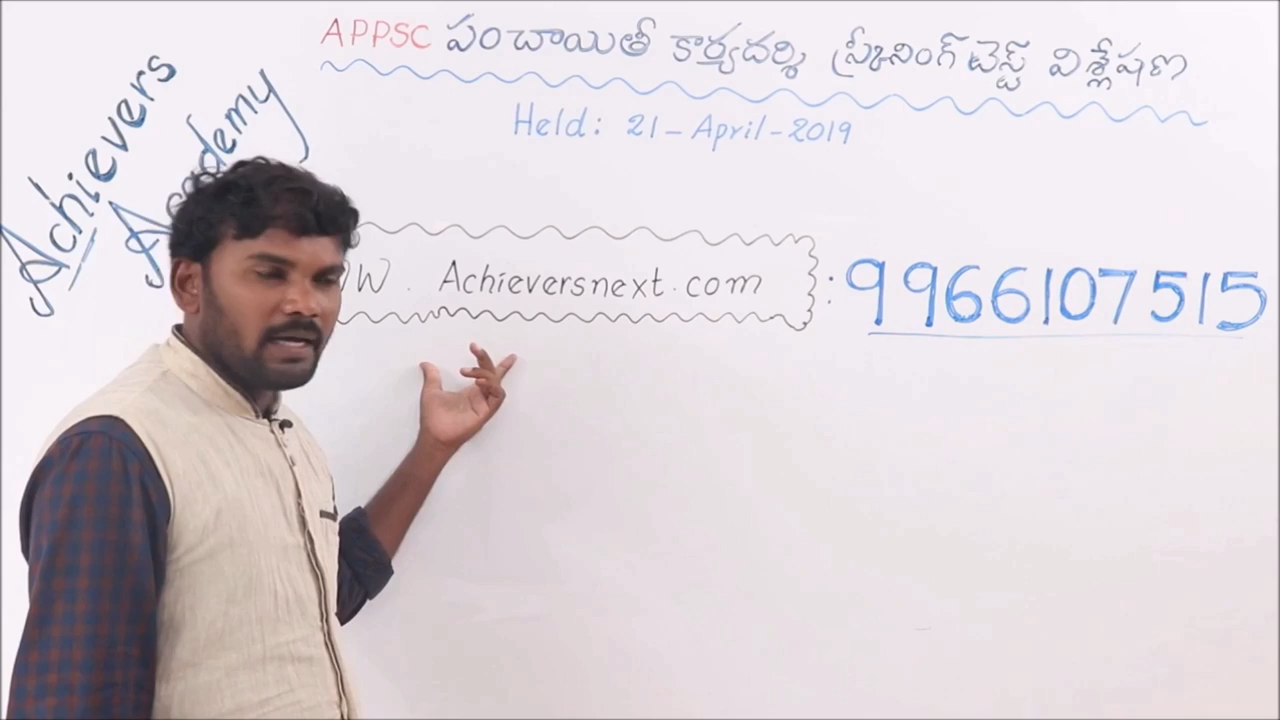 APPSC పంచాయితీ కార్యదర్శి స్క్రీనింగ్ టెస్ట్ విశ్లేషణ
Held: 21-April-2019
Achievers
Academy
W. Achieversnext.com : 9966107515